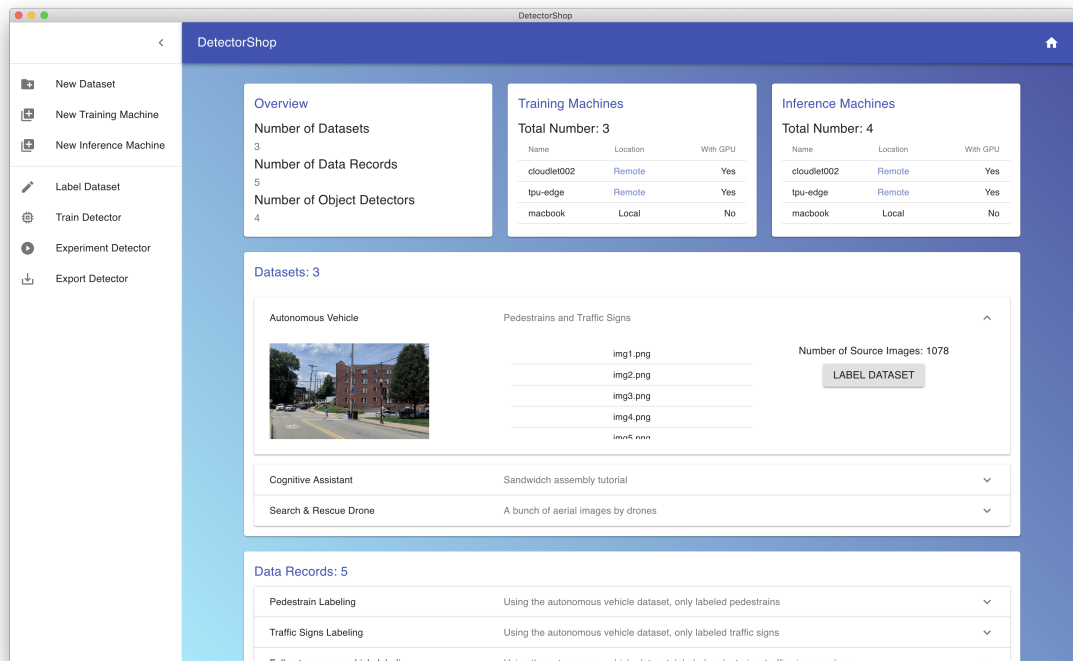 DetectorShop
DetectorShop
New Dataset
New Training Machine
New Inference Machine
Label Dataset
Train Detector
Experiment Detector
Export Detector
Overview
Number of Datasets
3
Number of Data Records
5
Number of Object Detectors
4
Training Machines
Total Number: 3
Name Location With GPU
cloudlet002 Remote Yes
tpu-edge Remote Yes
macbook Local No
Inference Machines
Total Number: 4
Name Location With GPU
cloudlet002 Remote Yes
tpu-edge Remote Yes
macbook Local No
Datasets: 3
Autonomous Vehicle Pedestrains and Traffic Signs
img1.png
img2.png
img3.png
img4.png
img5.png
Number of Source Images: 1078
LABEL DATASET
Cognitive Assistant Sandwidch assembly tutorial
Search & Rescue Drone A bunch of aerial images by drones
Data Records: 5
Pedestrain Labeling Using the autonomous vehicle dataset, only labeled pedestrains
Traffic Signs Labeling Using the autonomous vehicle dataset, only labeled traffic signs